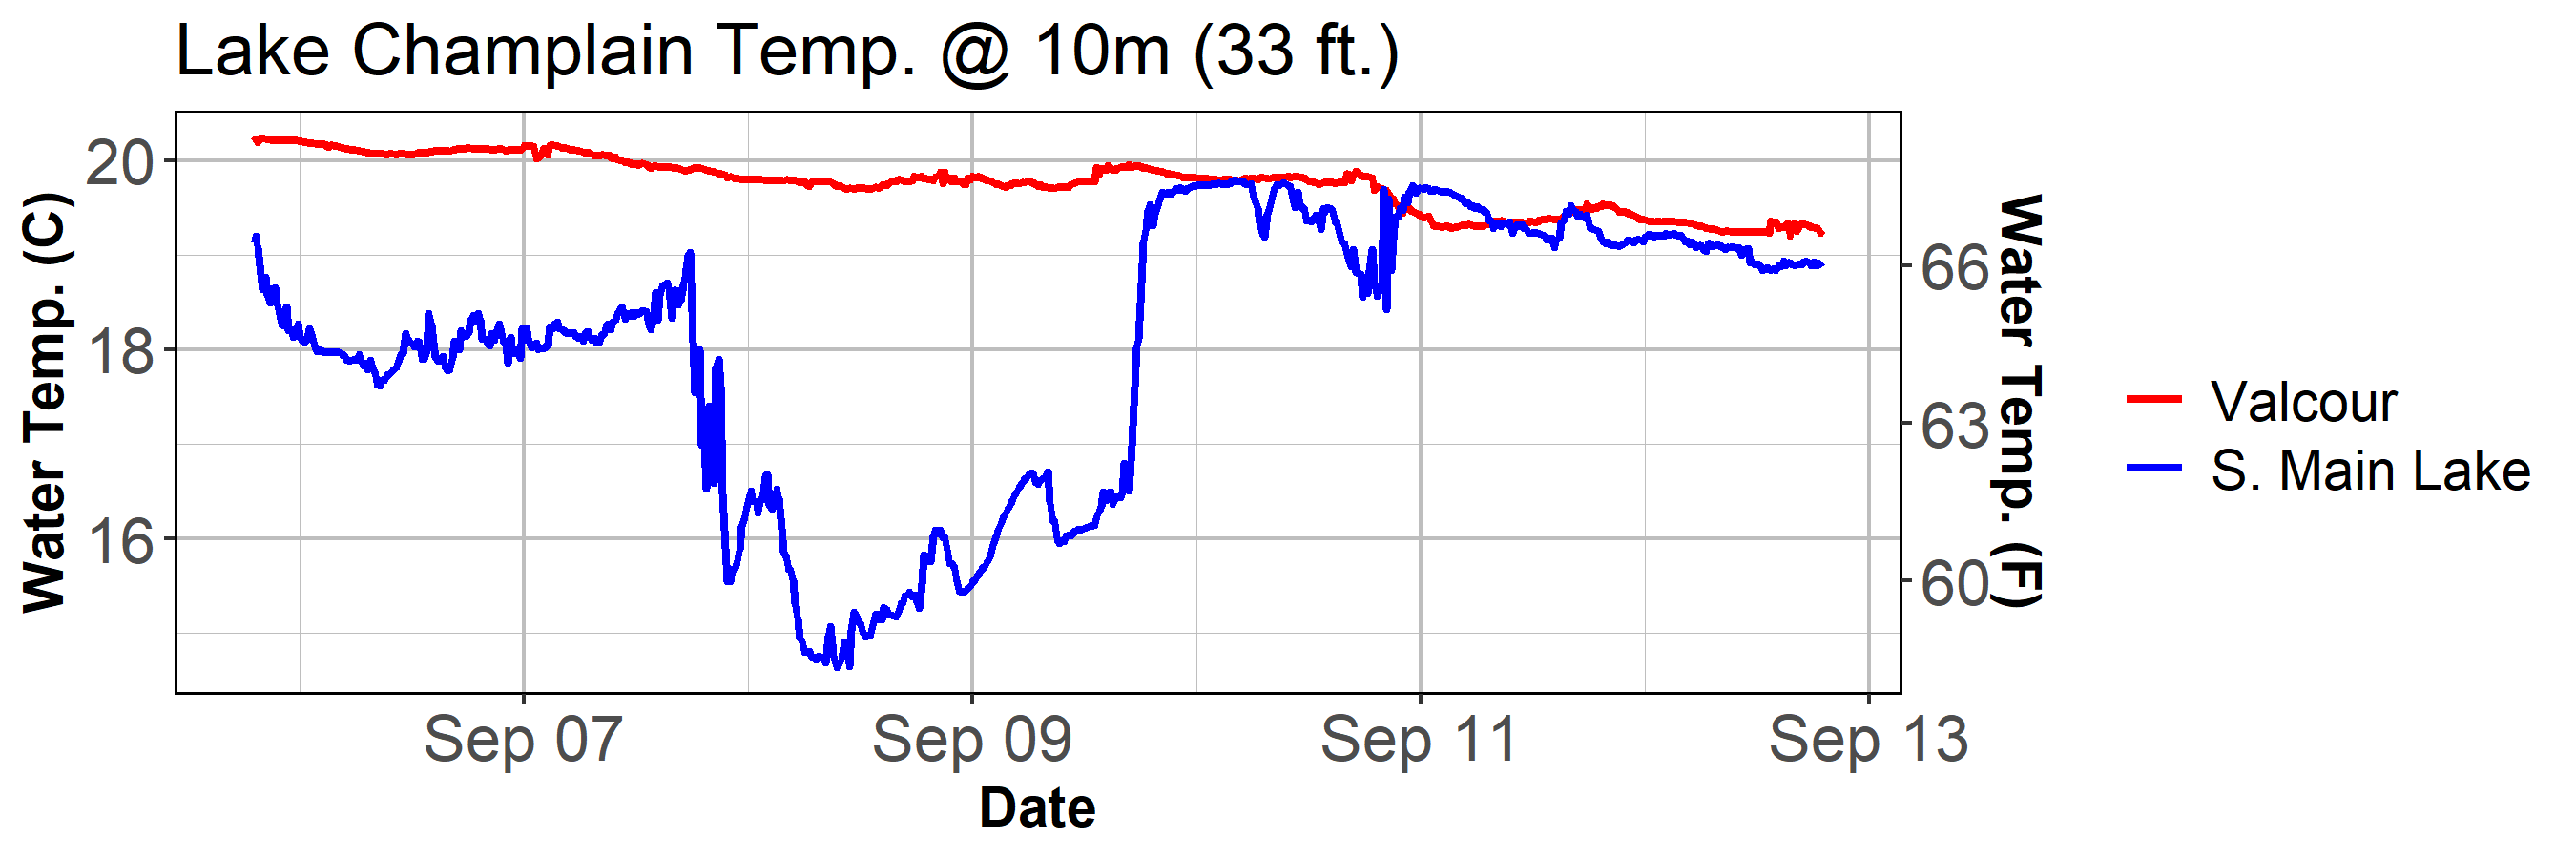 Lake Champlain Temp. @ 10m (33 ft.)
Water Temp. (C)
20
18
16
66
63
60
Water Temp. (F)
Valcour
S. Main Lake
Sep 07
Sep 09
Sep 11
Sep 13
Date